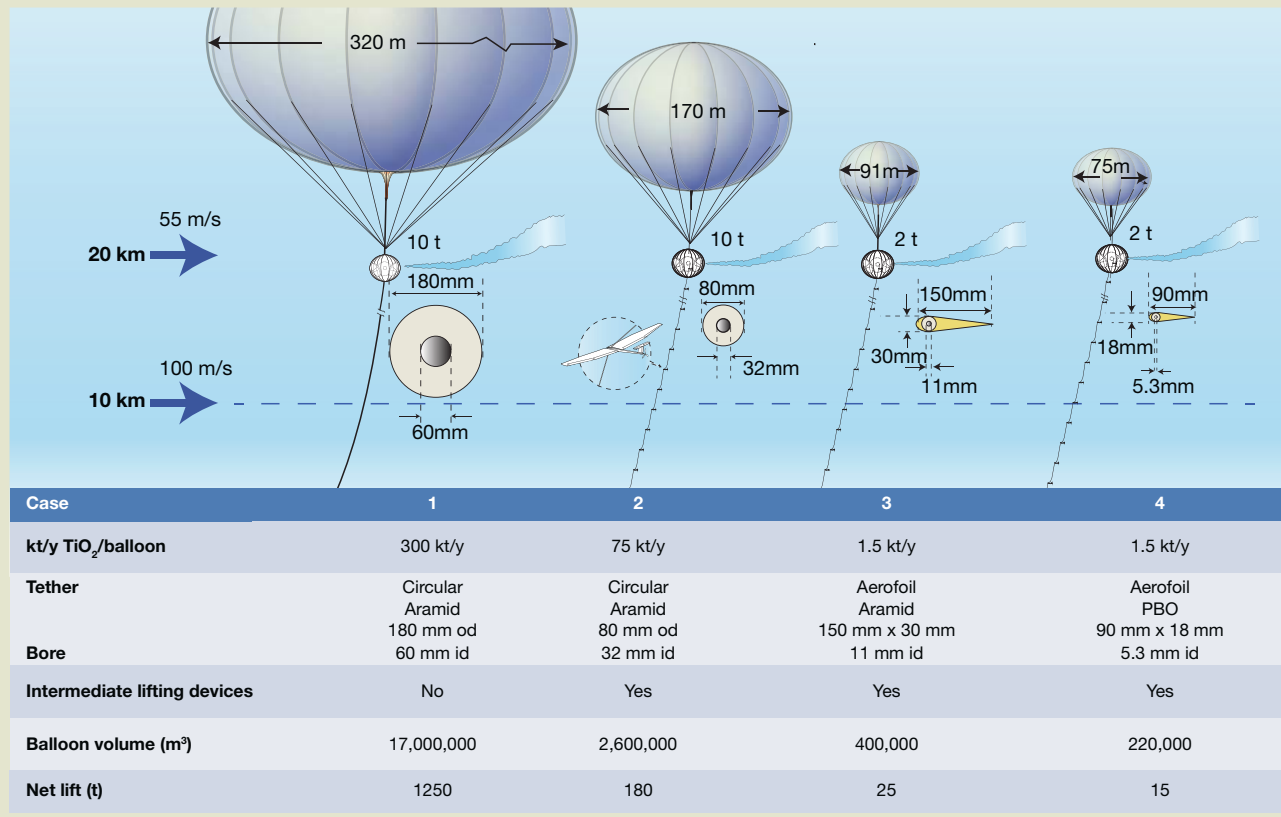 320 m
170 m
91m
75m
55 m/s
20 km
10 t
10 t
2 t
2 t
180mm
80mm
150mm
90mm
32mm
30mm
11mm
18mm
5.3mm
100 m/s
10 km
60mm
Case 1 2 3 4
kt/y TiO₂/balloon 300 kt/y 75 kt/y 1.5 kt/y 1.5 kt/y
Tether Circular Circular Aerofoil Aerofoil
Aramid Aramid Aramid PBO
180 mm od 80 mm od 150 mm x 30 mm 90 mm x 18 mm
Bore 60 mm id 32 mm id 11 mm id 5.3 mm id
Intermediate lifting devices No Yes Yes Yes
Balloon volume (m³) 17,000,000 2,600,000 400,000 220,000
Net lift (t) 1250 180 25 15